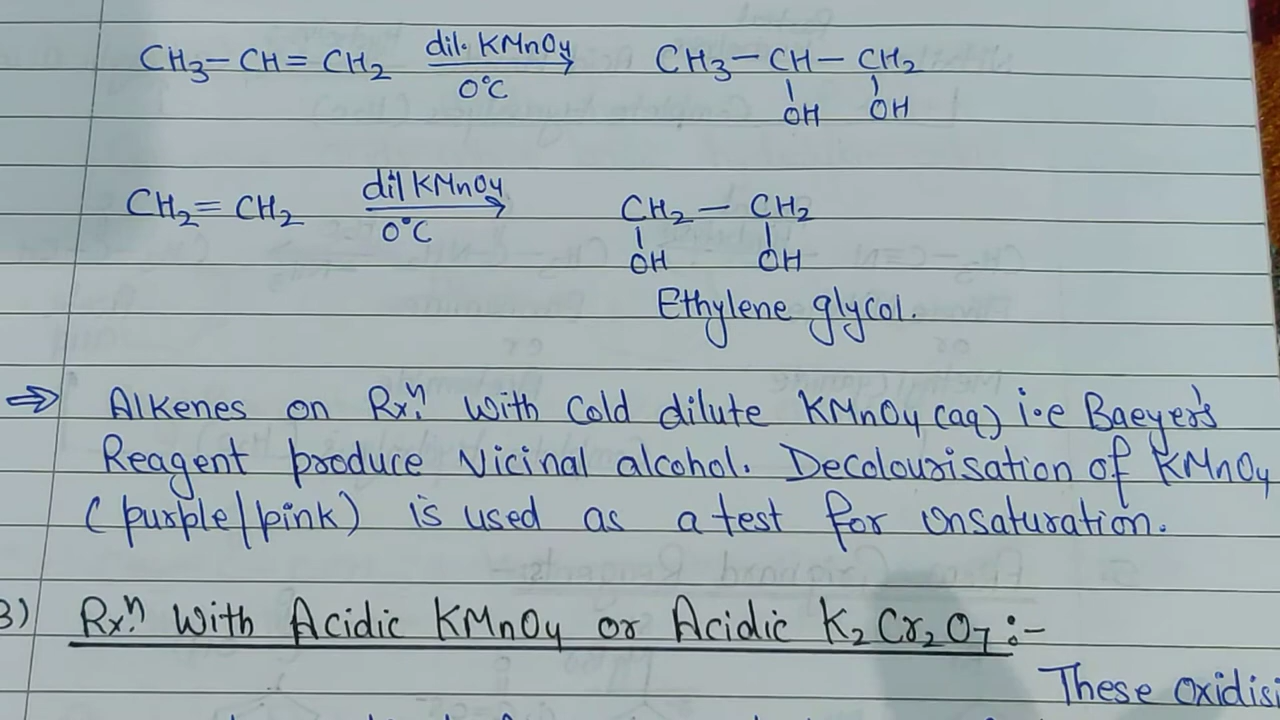 CH₃–CH=CH₂ dil. KMnO₄ 0°C CH₃–CH–CH₂
OH OH
CH₂=CH₂ dil KMnO₄ 0°C CH₂–CH₂
OH OH
Ethylene glycol.
⇒ Alkenes on Rxⁿ. with Cold dilute KMnO₄ (aq) i.e Baeyer's
Reagent produce Vicinal alcohol. Decolourisation of KMnO₄
(purple/pink) is used as a test for Unsaturation.
3) Rxⁿ. With Acidic KMnO₄ or Acidic K₂Cr₂O₇:-
These